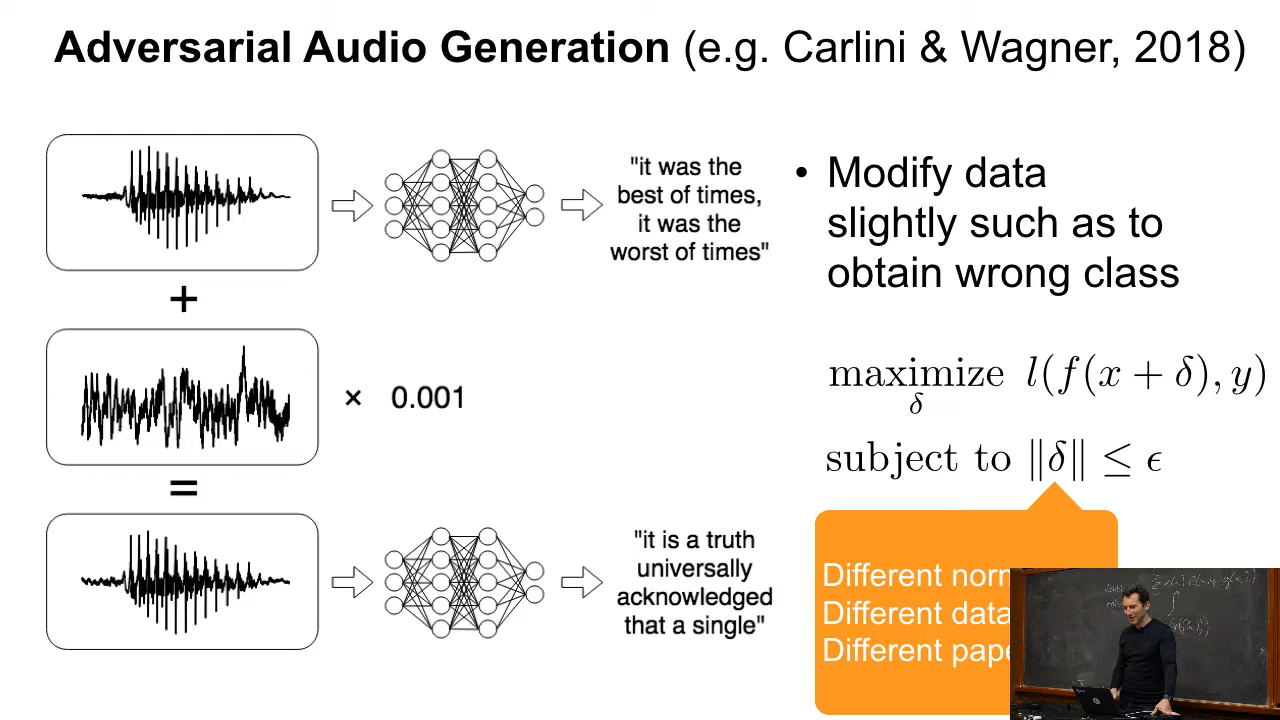 Adversarial Audio Generation (e.g. Carlini & Wagner, 2018)
"it was the
best of times,
it was the
worst of times"
+
× 0.001
=
"it is a truth
universally
acknowledged
that a single"
• Modify data
slightly such as to
obtain wrong class
maximize l(f(x + δ), y)
δ
subject to ‖δ‖ ≤ ϵ
Different
Different data
Different